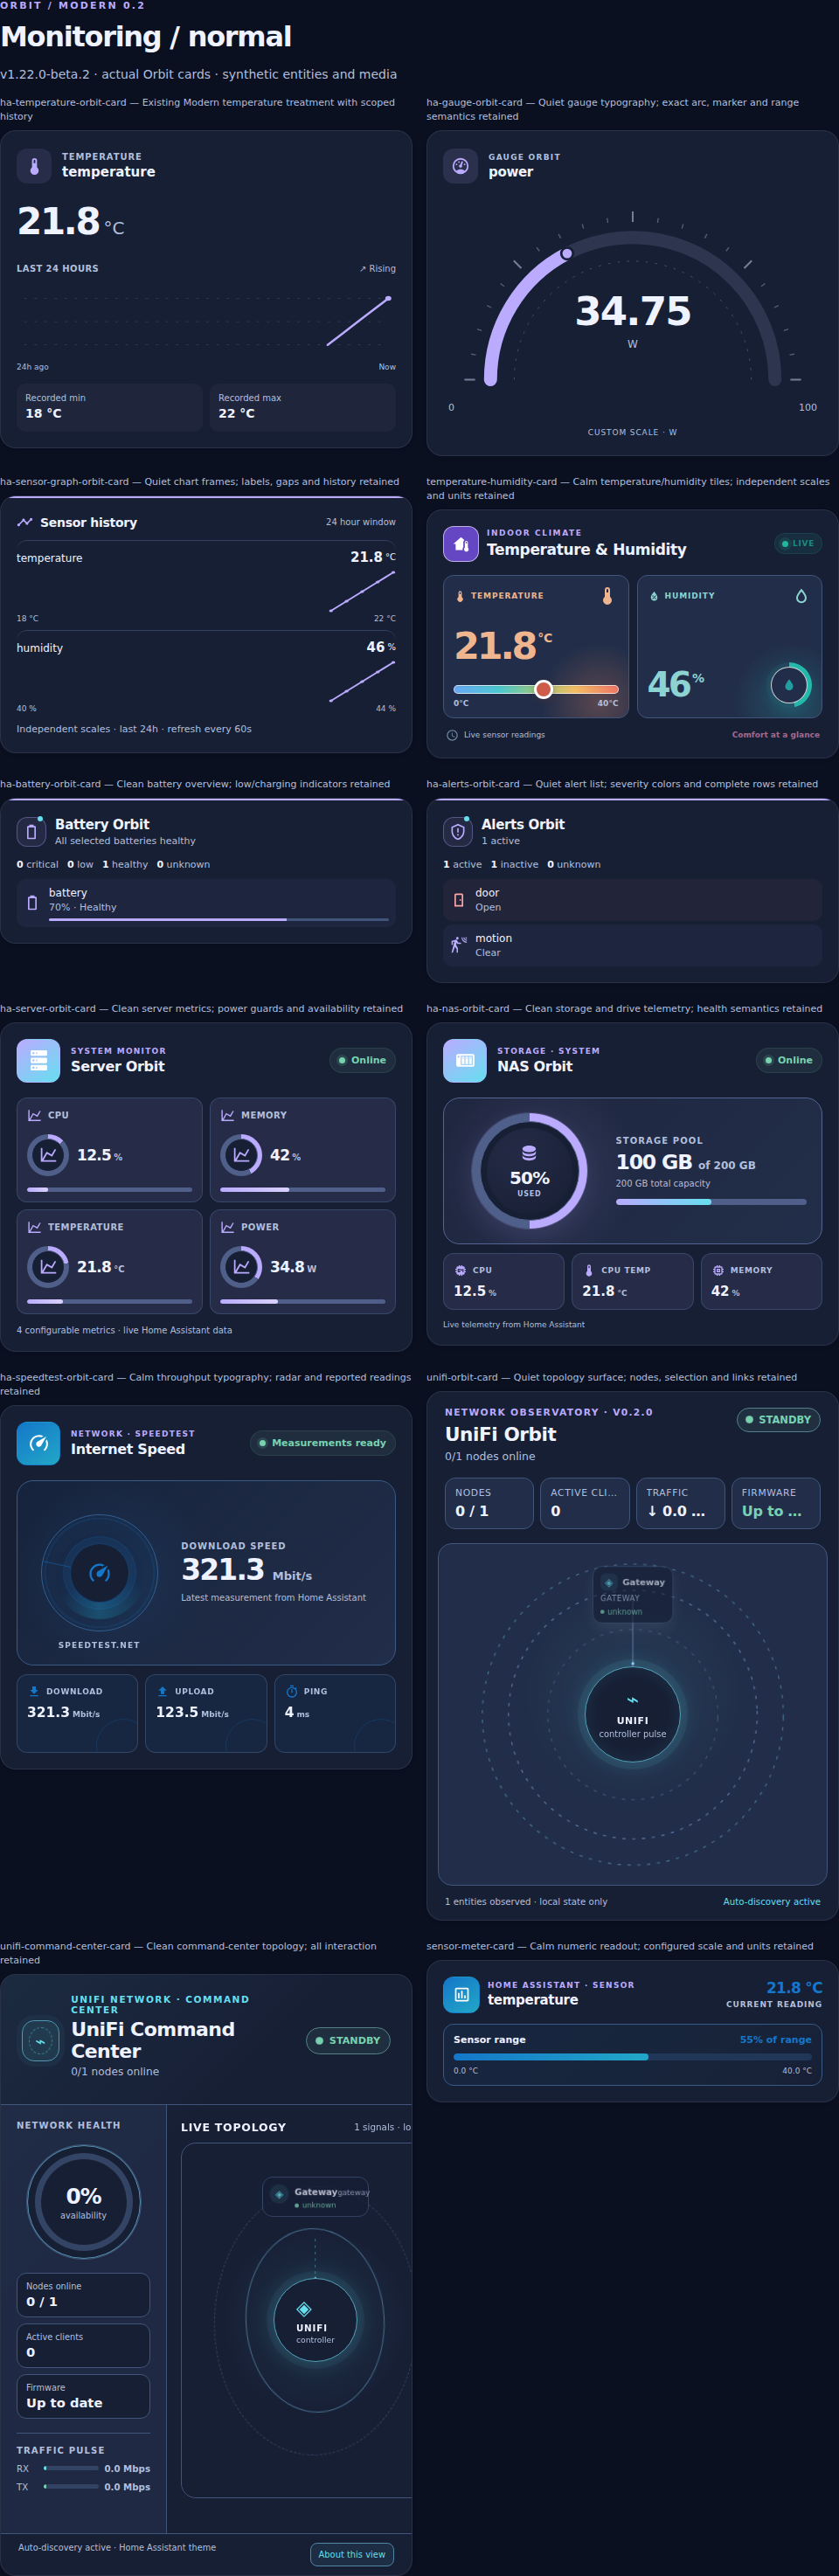 ORBIT / MODERN 0.2
Monitoring / normal
v1.22.0-beta.2 · actual Orbit cards · synthetic entities and media
ha-temperature-orbit-card — Existing Modern temperature treatment with scoped
history
TEMPERATURE
temperature
21.8 °C
LAST 24 HOURS
↗ Rising
24h ago
Now
Recorded min
18 °C
Recorded max
22 °C
ha-gauge-orbit-card — Quiet gauge typography; exact arc, marker and range
semantics retained
GAUGE ORBIT
power
34.75
W
0
100
CUSTOM SCALE · W
ha-sensor-graph-orbit-card — Quiet chart frames; labels, gaps and history retained
Sensor history
24 hour window
temperature
21.8 °C
18 °C
22 °C
humidity
46 %
40 %
44 %
Independent scales · last 24h · refresh every 60s
temperature-humidity-card — Calm temperature/humidity tiles; independent scales
and units retained
INDOOR CLIMATE
Temperature & Humidity
LIVE
TEMPERATURE
21.8 °C
0°C
40°C
HUMIDITY
46 %
Live sensor readings
Comfort at a glance
ha-battery-orbit-card — Clean battery overview; low/charging indicators retained
Battery Orbit
All selected batteries healthy
0 critical 0 low 1 healthy 0 unknown
battery
70% · Healthy
ha-alerts-orbit-card — Quiet alert list; severity colors and complete rows retained
Alerts Orbit
1 active
1 active 1 inactive 0 unknown
door
Open
motion
Clear
ha-server-orbit-card — Clean server metrics; power guards and availability retained
SYSTEM MONITOR
Server Orbit
Online
CPU
12.5 %
MEMORY
42 %
TEMPERATURE
21.8 °C
POWER
34.8 W
4 configurable metrics · live Home Assistant data
ha-nas-orbit-card — Clean storage and drive telemetry; health semantics retained
STORAGE · SYSTEM
NAS Orbit
Online
50%
USED
STORAGE POOL
100 GB of 200 GB
200 GB total capacity
CPU
12.5 %
CPU TEMP
21.8 °C
MEMORY
42 %
Live telemetry from Home Assistant
ha-speedtest-orbit-card — Calm throughput typography; radar and reported readings
retained
NETWORK · SPEEDTEST
Internet Speed
Measurements ready
SPEEDTEST.NET
DOWNLOAD SPEED
321.3 Mbit/s
Latest measurement from Home Assistant
DOWNLOAD
321.3 Mbit/s
UPLOAD
123.5 Mbit/s
PING
4 ms
unifi-orbit-card — Quiet topology surface; nodes, selection and links retained
NETWORK OBSERVATORY · V0.2.0
UniFi Orbit
0/1 nodes online
STANDBY
NODES
0 / 1
ACTIVE CLI...
0
TRAFFIC
↓ 0.0 ...
FIRMWARE
Up to ...
Gateway
GATEWAY
unknown
UNIFI
controller pulse
1 entities observed · local state only
Auto-discovery active
unifi-command-center-card — Clean command-center topology; all interaction
retained
UNIFI NETWORK · COMMAND
CENTER
UniFi Command
Center
0/1 nodes online
STANDBY
NETWORK HEALTH
0%
availability
Nodes online
0 / 1
Active clients
0
Firmware
Up to date
TRAFFIC PULSE
RX
0.0 Mbps
TX
0.0 Mbps
LIVE TOPOLOGY
1 signals · lo
Gateway gateway
unknown
UNIFI
controller
Auto-discovery active · Home Assistant theme
About this view
sensor-meter-card — Calm numeric readout; configured scale and units retained
HOME ASSISTANT · SENSOR
temperature
21.8 °C
CURRENT READING
Sensor range
55% of range
0.0 °C
40.0 °C